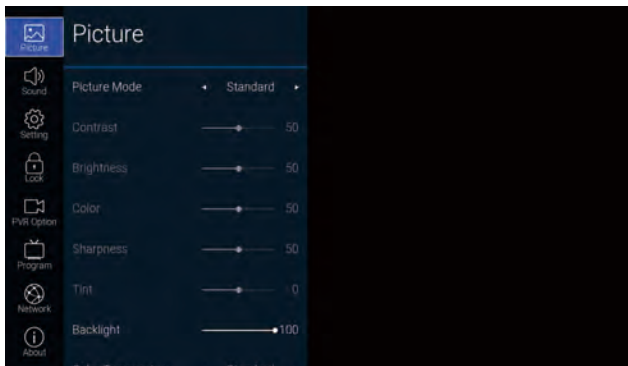 Picture
Picture
Sound
Picture Mode Standard
Setting
Contrast 50
Lock
Brightness 50
PVR Option
Color 50
Program
Sharpness 50
Network
Tint 0
About
Backlight 100